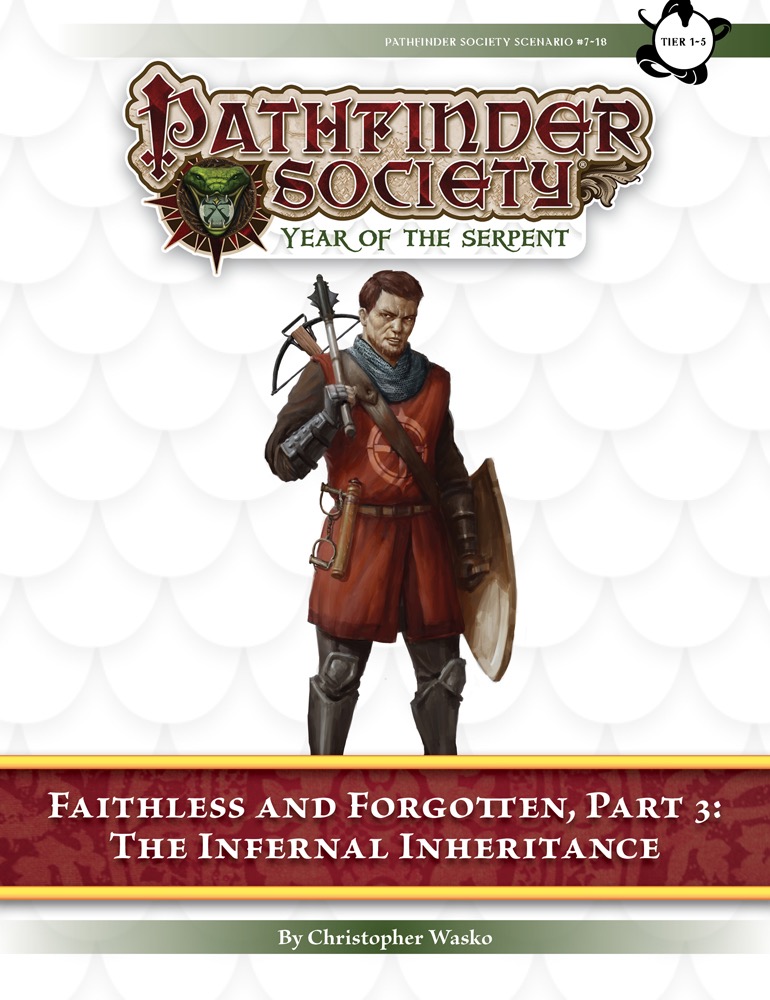 PATHFINDER SOCIETY SCENARIO #7–18
TIER 1–5
PATHFINDER
SOCIETY®
YEAR OF THE SERPENT
FAITHLESS AND FORGOTTEN, PART 3:
THE INFERNAL INHERITANCE
By Christopher Wasko